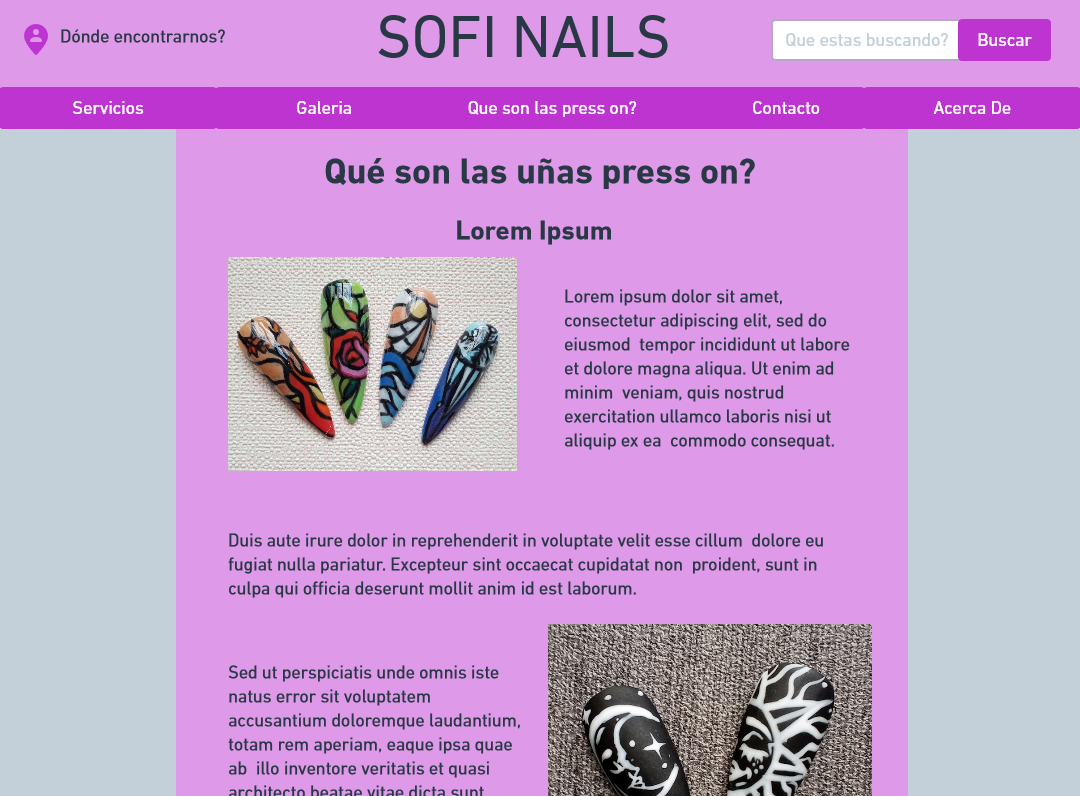 Dónde encontrarnos?
SOFI NAILS
Que estas buscando?
Buscar
Servicios
Galeria
Que son las press on?
Contacto
Acerca De
Qué son las uñas press on?
Lorem Ipsum
Lorem ipsum dolor sit amet,
consectetur adipiscing elit, sed do
eiusmod  tempor incididunt ut labore
et dolore magna aliqua. Ut enim ad
minim  veniam, quis nostrud
exercitation ullamco laboris nisi ut
aliquip ex ea  commodo consequat.
Duis aute irure dolor in reprehenderit in voluptate velit esse cillum  dolore eu
fugiat nulla pariatur. Excepteur sint occaecat cupidatat non  proident, sunt in
culpa qui officia deserunt mollit anim id est laborum.
Sed ut perspiciatis unde omnis iste
natus error sit voluptatem
accusantium doloremque laudantium,
totam rem aperiam, eaque ipsa quae
ab  illo inventore veritatis et quasi
architecto beatae vitae dicta sunt